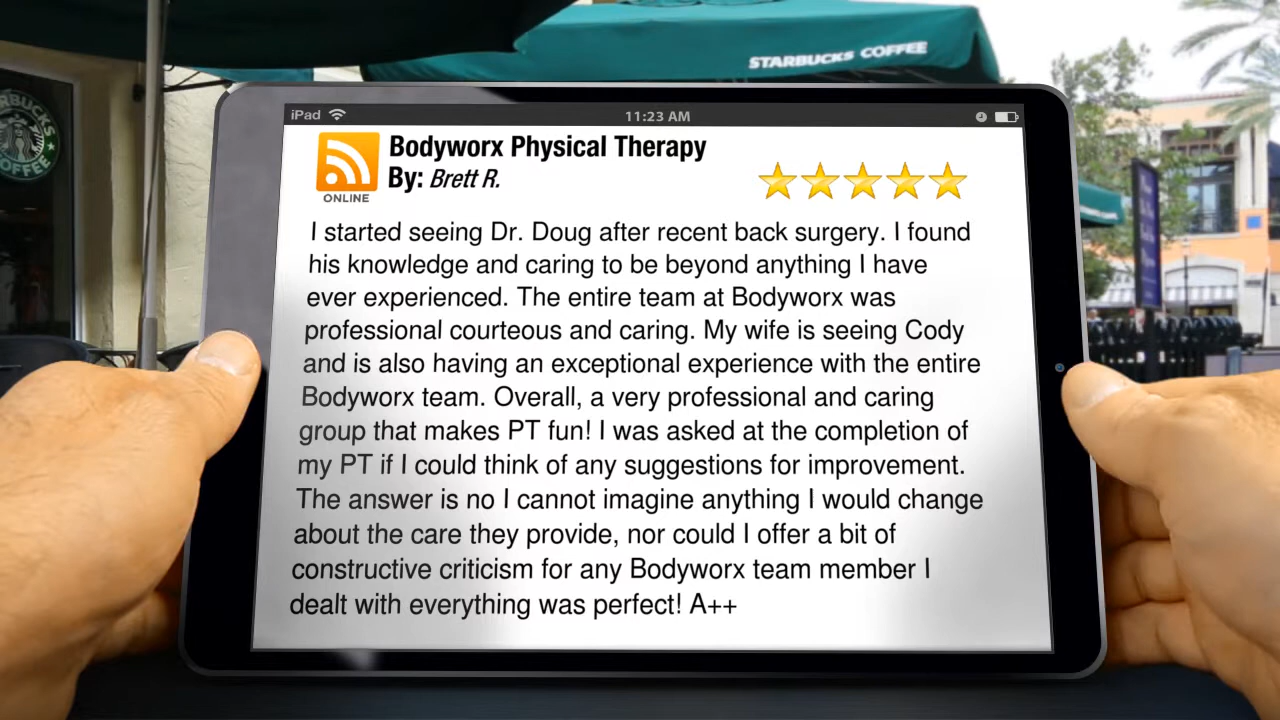 STARBUCKS COFFEE
RBUCKS
OFFEE
iPad
11:23 AM
Bodyworx Physical Therapy
By: Brett R.
ONLINE
I started seeing Dr. Doug after recent back surgery. I found
his knowledge and caring to be beyond anything I have
ever experienced. The entire team at Bodyworx was
professional courteous and caring. My wife is seeing Cody
and is also having an exceptional experience with the entire
Bodyworx team. Overall, a very professional and caring
group that makes PT fun! I was asked at the completion of
my PT if I could think of any suggestions for improvement.
The answer is no I cannot imagine anything I would change
about the care they provide, nor could I offer a bit of
constructive criticism for any Bodyworx team member I
dealt with everything was perfect! A++